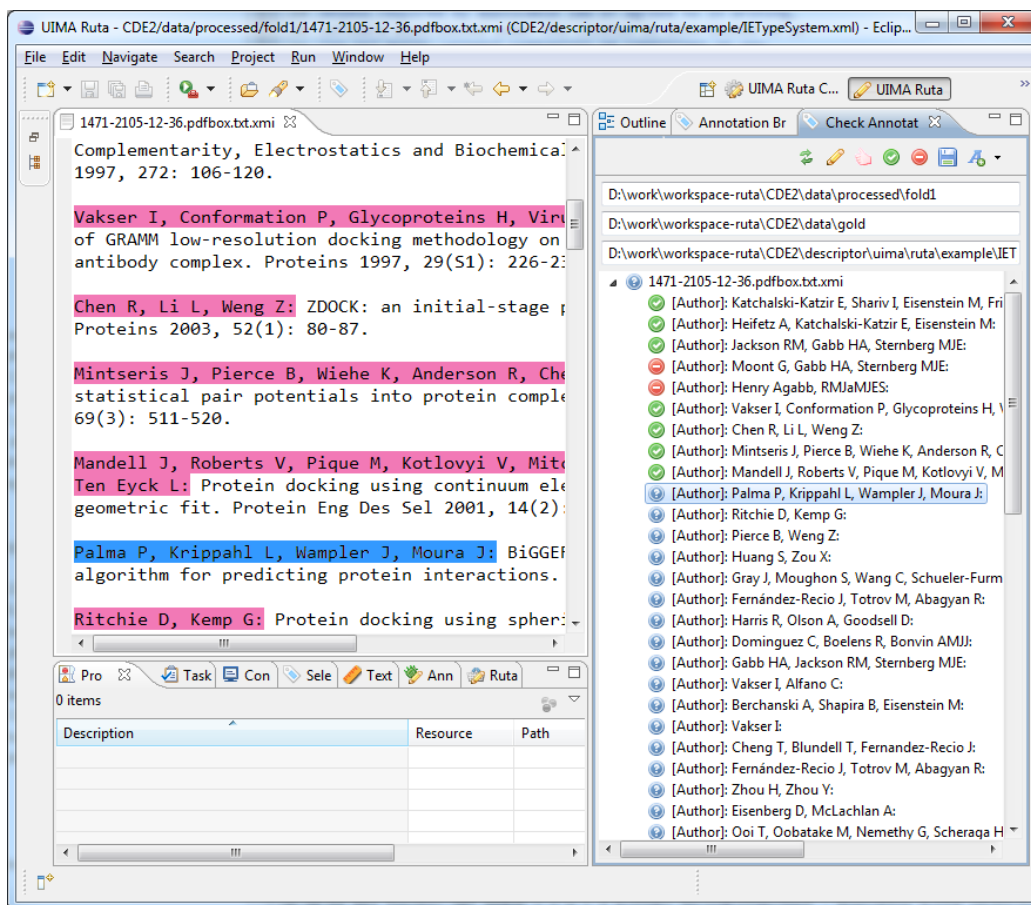 UIMA Ruta - CDE2/data/processed/fold1/1471-2105-12-36.pdfbox.txt.xmi (CDE2/descriptor/uima/ruta/example/IETypeSystem.xml) - Eclip...
File Edit Navigate Search Project Run Window Help
UIMA Ruta C... UIMA Ruta
1471-2105-12-36.pdfbox.txt.xmi
Complementarity, Electrostatics and Biochemical
1997, 272: 106-120.
Vakser I, Conformation P, Glycoproteins H, Viru
of GRAMM low-resolution docking methodology on
antibody complex. Proteins 1997, 29(S1): 226-23
Chen R, Li L, Weng Z: ZDOCK: an initial-stage p
Proteins 2003, 52(1): 80-87.
Mintseris J, Pierce B, Wiehe K, Anderson R, Che
statistical pair potentials into protein comple
69(3): 511-520.
Mandell J, Roberts V, Pique M, Kotlovyi V, Mitc
Ten Eyck L: Protein docking using continuum ele
geometric fit. Protein Eng Des Sel 2001, 14(2):
Palma P, Krippahl L, Wampler J, Moura J: BiGGER
algorithm for predicting protein interactions.
Ritchie D, Kemp G: Protein docking using spheri
Pro Task Con Sele Text Ann Ruta
0 items
Description Resource Path
Outline Annotation Br Check Annotat
D:\work\workspace-ruta\CDE2\data\processed\fold1
D:\work\workspace-ruta\CDE2\data\gold
D:\work\workspace-ruta\CDE2\descriptor\uima\ruta\example\IET
1471-2105-12-36.pdfbox.txt.xmi
[Author]: Katchalski-Katzir E, Shariv I, Eisenstein M, Fri
[Author]: Heifetz A, Katchalski-Katzir E, Eisenstein M:
[Author]: Jackson RM, Gabb HA, Sternberg MJE:
[Author]: Moont G, Gabb HA, Sternberg MJE:
[Author]: Henry Agabb, RMJaMJES:
[Author]: Vakser I, Conformation P, Glycoproteins H, V
[Author]: Chen R, Li L, Weng Z:
[Author]: Mintseris J, Pierce B, Wiehe K, Anderson R, C
[Author]: Mandell J, Roberts V, Pique M, Kotlovyi V, M
[Author]: Palma P, Krippahl L, Wampler J, Moura J:
[Author]: Ritchie D, Kemp G:
[Author]: Pierce B, Weng Z:
[Author]: Huang S, Zou X:
[Author]: Gray J, Moughon S, Wang C, Schueler-Furm
[Author]: Fernández-Recio J, Totrov M, Abagyan R:
[Author]: Harris R, Olson A, Goodsell D:
[Author]: Dominguez C, Boelens R, Bonvin AMJJ:
[Author]: Gabb HA, Jackson RM, Sternberg MJE:
[Author]: Vakser I, Alfano C:
[Author]: Berchanski A, Shapira B, Eisenstein M:
[Author]: Vakser I:
[Author]: Cheng T, Blundell T, Fernandez-Recio J:
[Author]: Fernández-Recio J, Totrov M, Abagyan R:
[Author]: Zhou H, Zhou Y:
[Author]: Eisenberg D, McLachlan A:
[Author]: Ooi T, Oobatake M, Nemethy G, Scheraga H